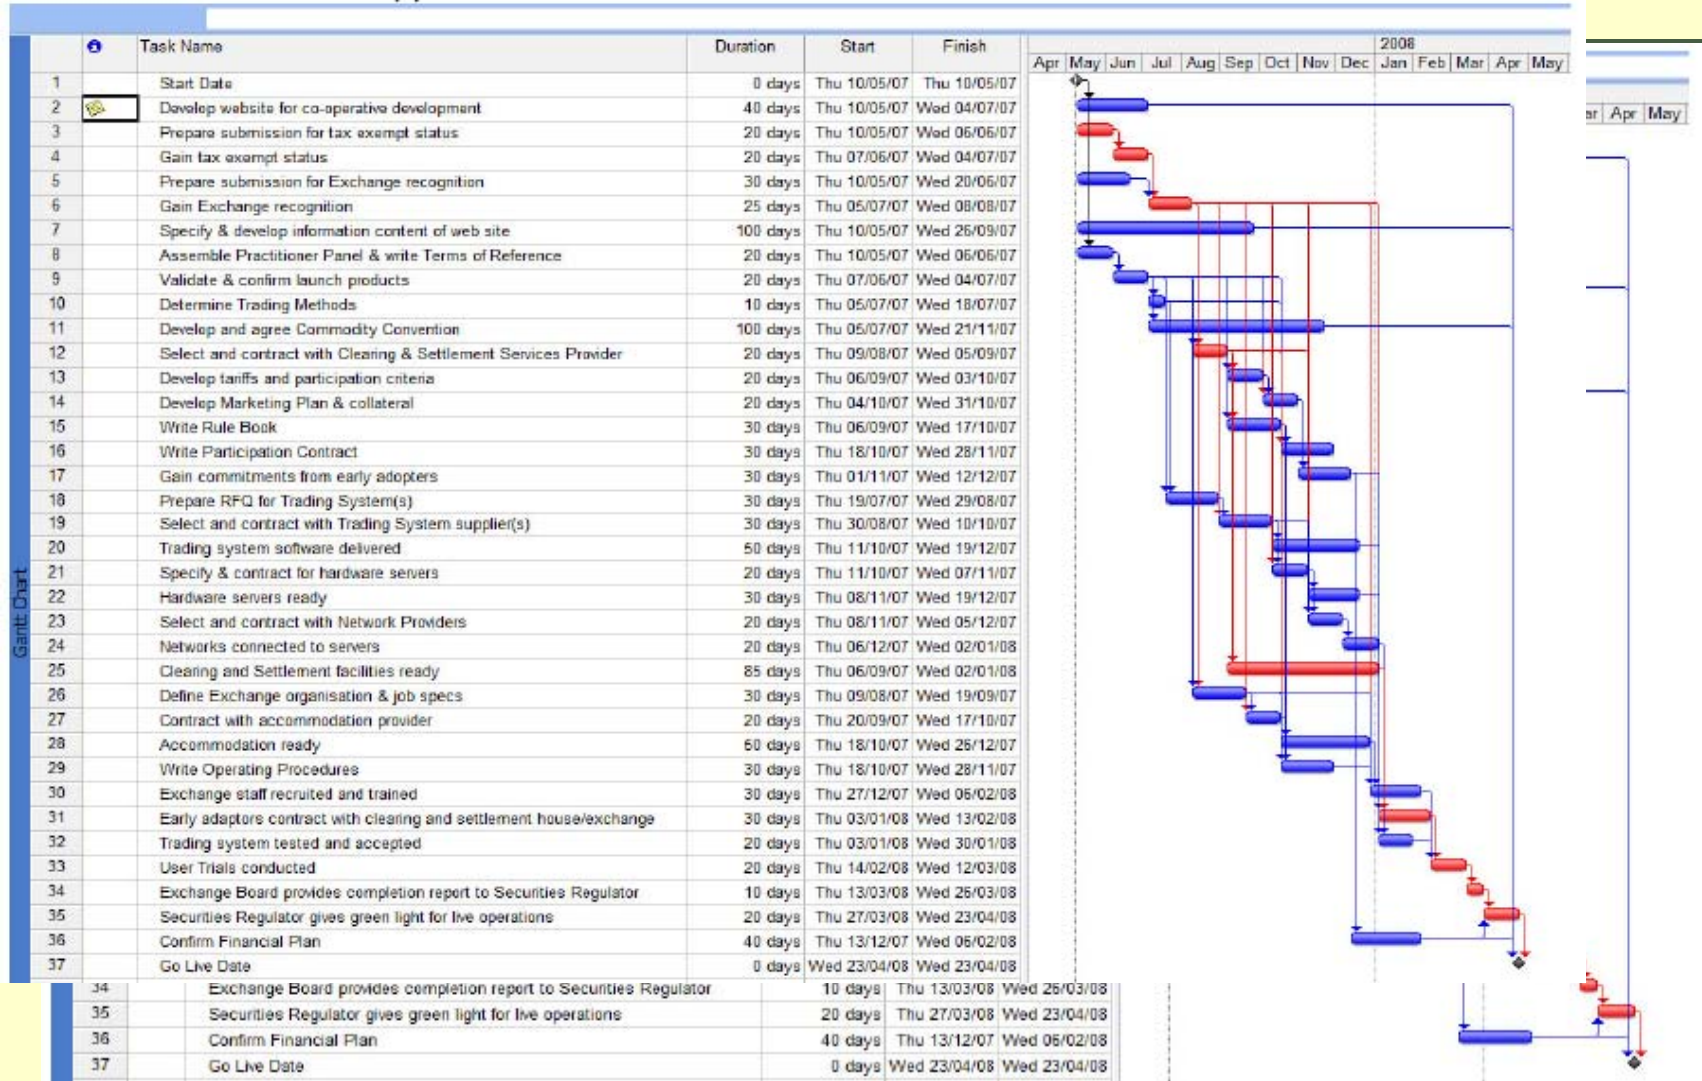 Task Name Duration Start Finish 2008
Apr May Jun Jul Aug Sep Oct Nov Dec Jan Feb Mar Apr May
1 Start Date 0 days Thu 10/05/07 Thu 10/05/07
2 Develop website for co-operative development 40 days Thu 10/05/07 Wed 04/07/07
3 Prepare submission for tax exempt status 20 days Thu 10/05/07 Wed 06/06/07
4 Gain tax exempt status 20 days Thu 07/06/07 Wed 04/07/07
5 Prepare submission for Exchange recognition 30 days Thu 10/05/07 Wed 20/06/07
6 Gain Exchange recognition 25 days Thu 05/07/07 Wed 08/08/07
7 Specify & develop information content of web site 100 days Thu 10/05/07 Wed 26/09/07
8 Assemble Practitioner Panel & write Terms of Reference 20 days Thu 10/05/07 Wed 06/06/07
9 Validate & confirm launch products 20 days Thu 07/06/07 Wed 04/07/07
10 Determine Trading Methods 10 days Thu 05/07/07 Wed 18/07/07
11 Develop and agree Commodity Convention 100 days Thu 05/07/07 Wed 21/11/07
12 Select and contract with Clearing & Settlement Services Provider 20 days Thu 09/08/07 Wed 05/09/07
13 Develop tariffs and participation criteria 20 days Thu 06/09/07 Wed 03/10/07
14 Develop Marketing Plan & collateral 20 days Thu 04/10/07 Wed 31/10/07
15 Write Rule Book 30 days Thu 06/09/07 Wed 17/10/07
16 Write Participation Contract 30 days Thu 18/10/07 Wed 28/11/07
17 Gain commitments from early adopters 30 days Thu 01/11/07 Wed 12/12/07
18 Prepare RFQ for Trading System(s) 30 days Thu 19/07/07 Wed 29/08/07
19 Select and contract with Trading System supplier(s) 30 days Thu 30/08/07 Wed 10/10/07
20 Trading system software delivered 50 days Thu 11/10/07 Wed 19/12/07
21 Specify & contract for hardware servers 20 days Thu 11/10/07 Wed 07/11/07
22 Hardware servers ready 30 days Thu 08/11/07 Wed 19/12/07
23 Select and contract with Network Providers 20 days Thu 08/11/07 Wed 05/12/07
24 Networks connected to servers 20 days Thu 06/12/07 Wed 02/01/08
25 Clearing and Settlement facilities ready 85 days Thu 06/09/07 Wed 02/01/08
26 Define Exchange organisation & job specs 30 days Thu 09/08/07 Wed 19/09/07
27 Contract with accommodation provider 20 days Thu 20/09/07 Wed 17/10/07
28 Accommodation ready 50 days Thu 18/10/07 Wed 26/12/07
29 Write Operating Procedures 30 days Thu 18/10/07 Wed 28/11/07
30 Exchange staff recruited and trained 30 days Thu 27/12/07 Wed 06/02/08
31 Early adaptors contract with clearing and settlement house/exchange 30 days Thu 03/01/08 Wed 13/02/08
32 Trading system tested and accepted 20 days Thu 03/01/08 Wed 30/01/08
33 User Trials conducted 20 days Thu 14/02/08 Wed 12/03/08
34 Exchange Board provides completion report to Securities Regulator 10 days Thu 13/03/08 Wed 26/03/08
35 Securities Regulator gives green light for live operations 20 days Thu 27/03/08 Wed 23/04/08
36 Confirm Financial Plan 40 days Thu 13/12/07 Wed 06/02/08
37 Go Live Date 0 days Wed 23/04/08 Wed 23/04/08
Gantt Chart
Apr May
34 Exchange Board provides completion report to Securities Regulator 10 days Thu 13/03/08 Wed 26/03/08
35 Securities Regulator gives green light for live operations 20 days Thu 27/03/08 Wed 23/04/08
36 Confirm Financial Plan 40 days Thu 13/12/07 Wed 06/02/08
37 Go Live Date 0 days Wed 23/04/08 Wed 23/04/08